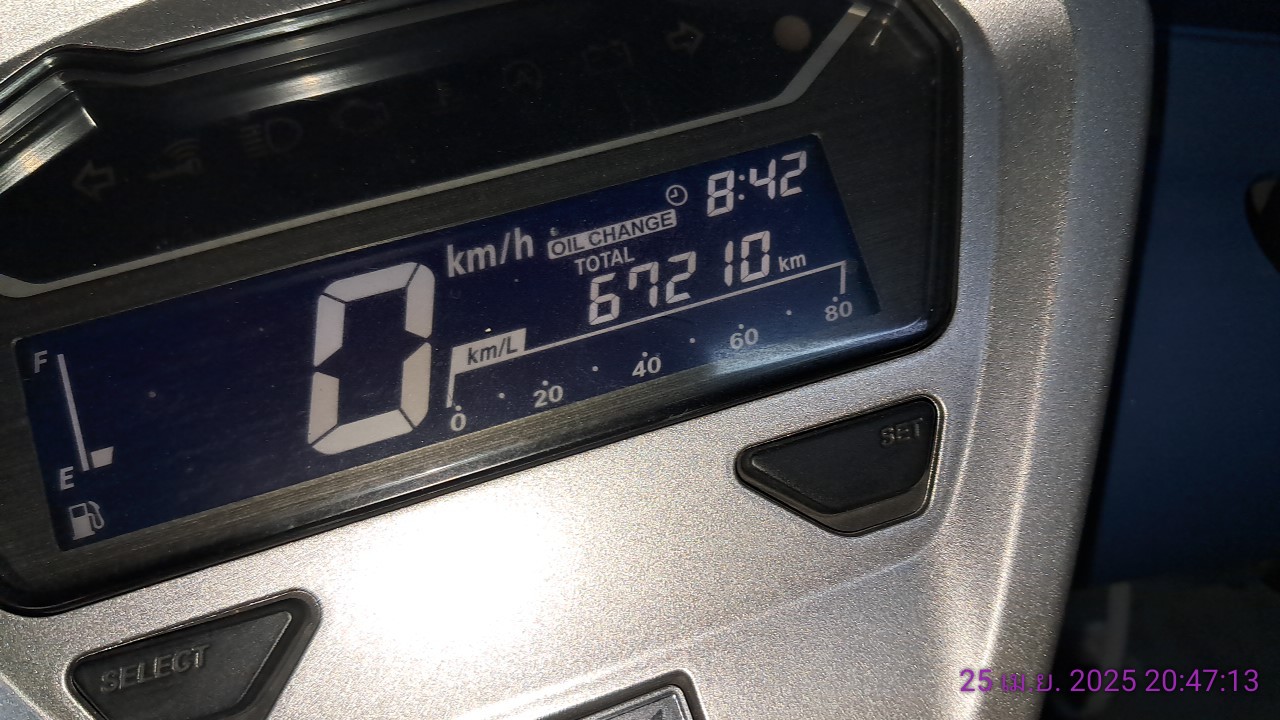 8:42
km/h
OIL CHANGE
TOTAL
67210 km
0
F
km/L
0 20 40 60 80
E
SET
SELECT
25 เม.ย. 2025 20:47:13